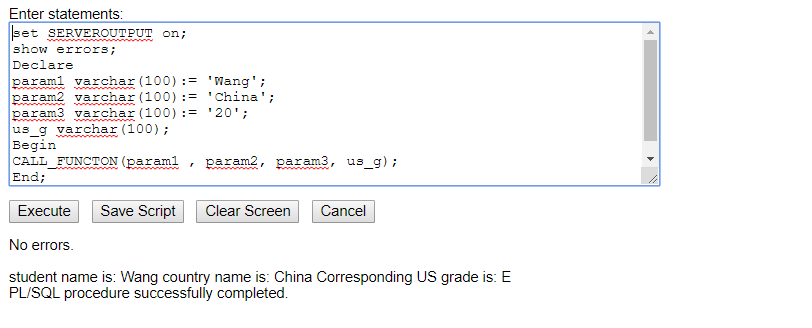 Enter statements:
set SERVEROUTPUT on;
show errors;
Declare
param1 varchar(100):= 'Wang';
param2 varchar(100):= 'China';
param3 varchar(100):= '20';
us_g varchar(100);
Begin
CALL_FUNCTON(param1 , param2, param3, us_g);
End;
Execute Save Script Clear Screen Cancel
No errors.
student name is: Wang country name is: China Corresponding US grade is: E
PL/SQL procedure successfully completed.